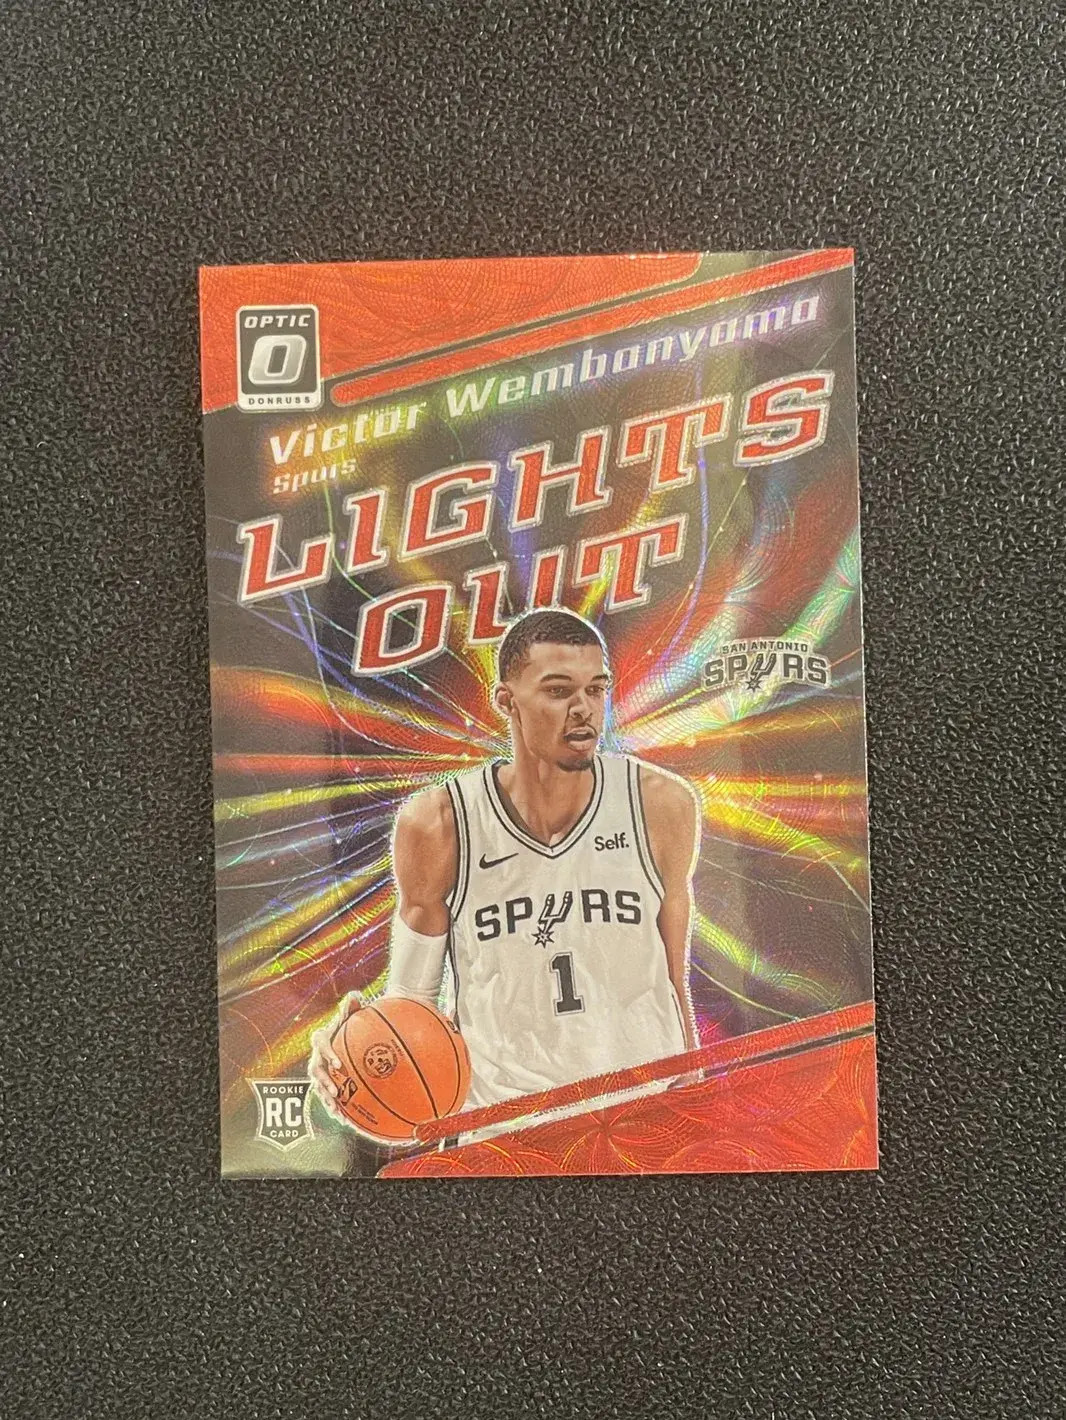 OPTIC
DONRUSS
Victor Wembanyama
Spurs
LIGHTS
OUT
SAN ANTONIO
SPURS
Self.
SPURS
1
ROOKIE
RC
CARD